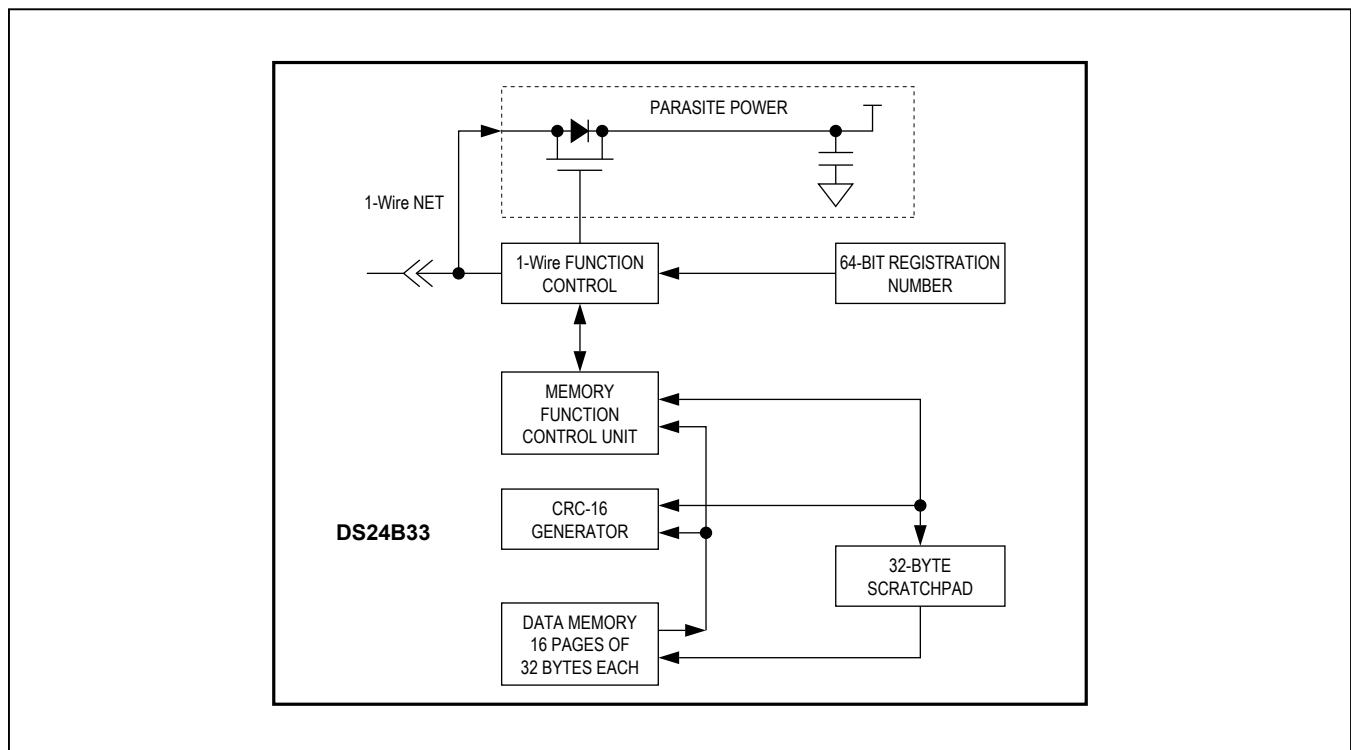 PARASITE POWER
1-Wire NET
1-Wire FUNCTION
CONTROL
64-BIT REGISTRATION
NUMBER
MEMORY
FUNCTION
CONTROL UNIT
CRC-16
GENERATOR
DS24B33
32-BYTE
SCRATCHPAD
DATA MEMORY
16 PAGES OF
32 BYTES EACH